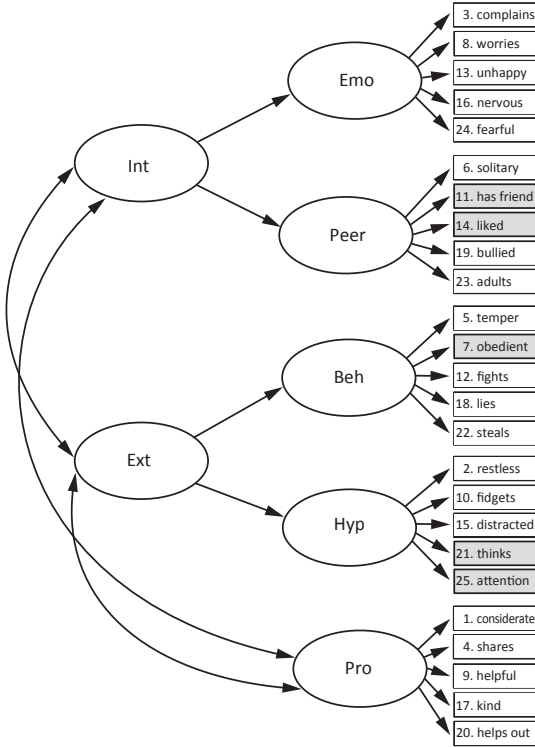 3. complains
8. worries
Emo
13. unhappy
16. nervous
24. fearful
Int
6. solitary
11. has friend
14. liked
Peer
19. bullied
23. adults
5. temper
7. obedient
Beh
12. fights
18. lies
22. steals
Ext
2. restless
10. fidgets
Hyp
15. distracted
21. thinks
25. attention
1. considerate
4. shares
Pro
9. helpful
17. kind
20. helps out